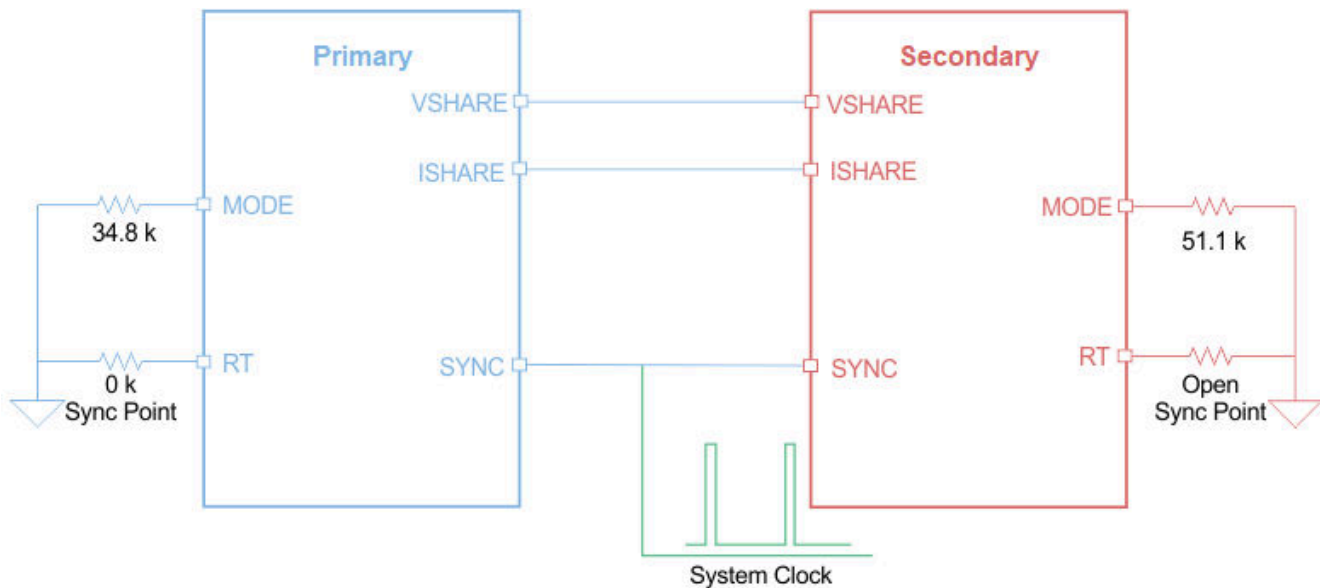 Primary
Secondary
VSHARE
VSHARE
ISHARE
ISHARE
MODE
MODE
34.8 k
51.1 k
RT
SYNC
SYNC
RT
0 k
Sync Point
Open
Sync Point
System Clock